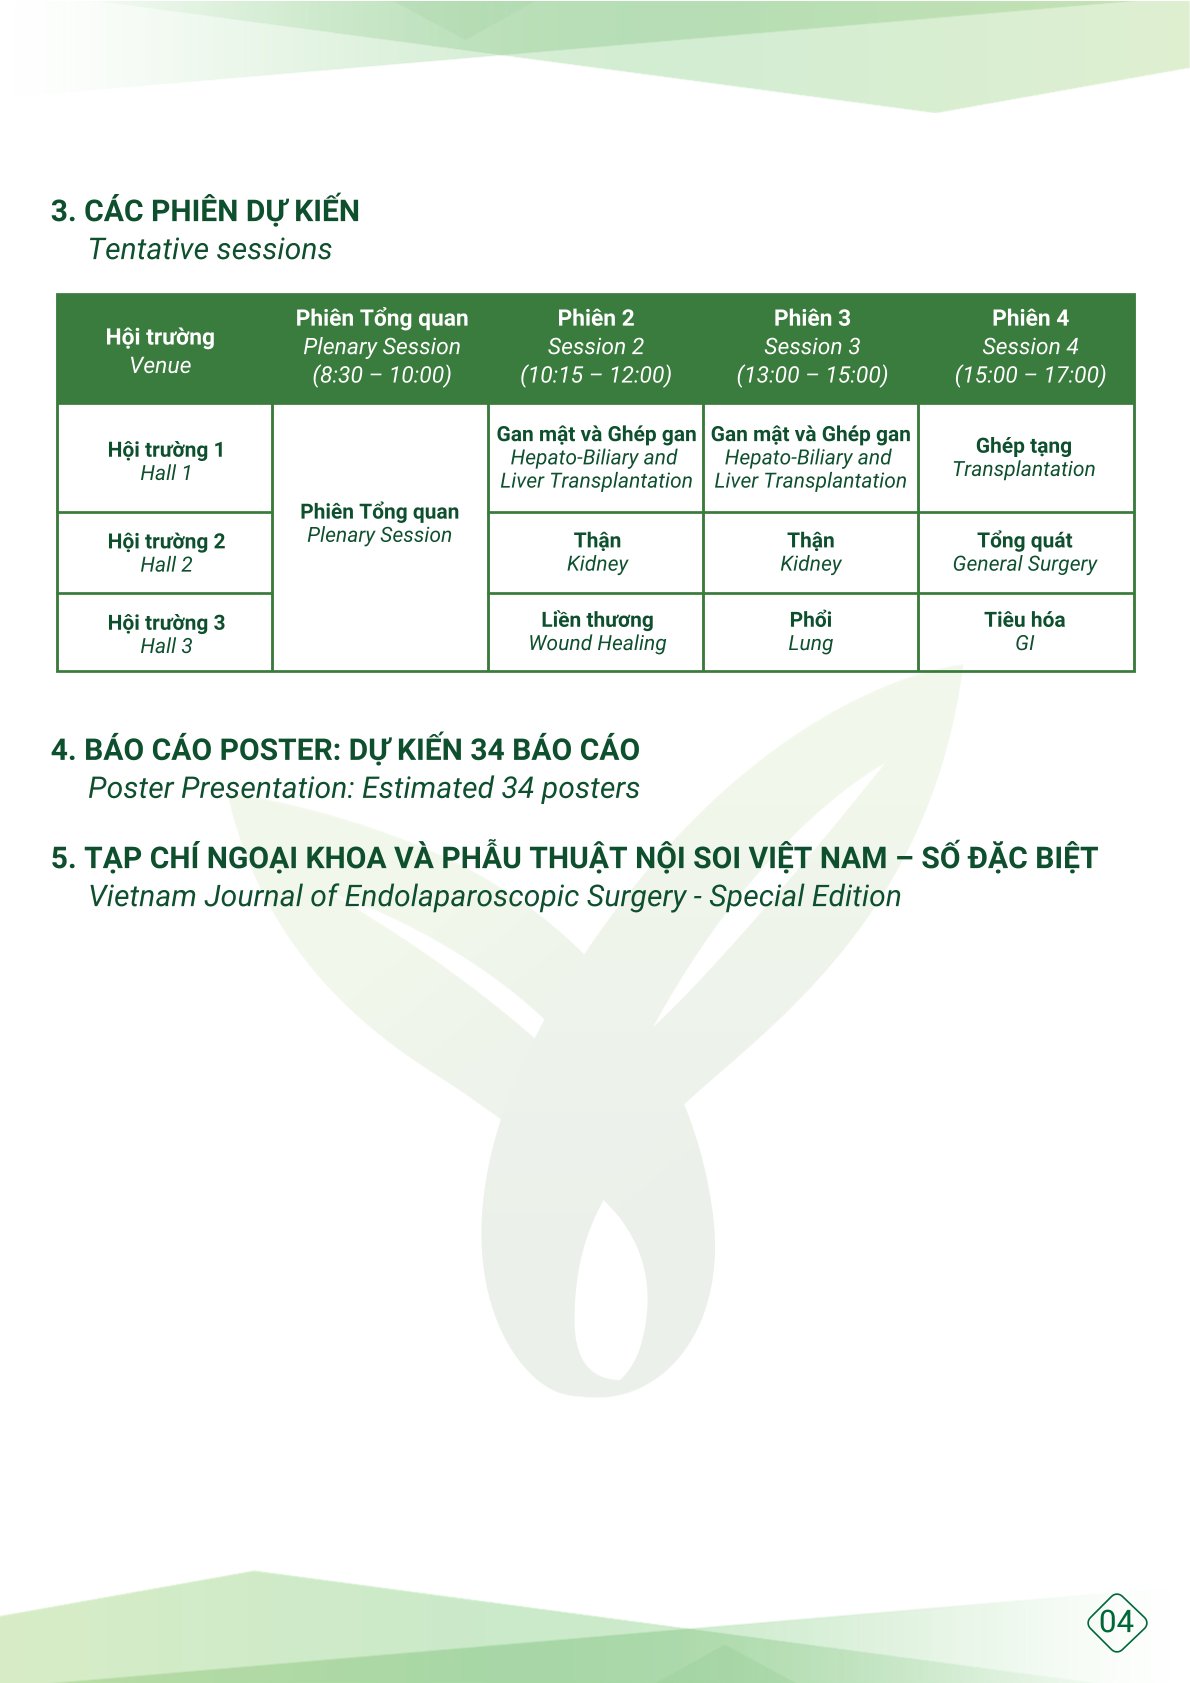 3. CÁC PHIÊN DỰ KIẾN
Tentative sessions
Hội trường
Venue
Phiên Tổng quan
Plenary Session
(8:30 – 10:00)
Phiên 2
Session 2
(10:15 – 12:00)
Phiên 3
Session 3
(13:00 – 15:00)
Phiên 4
Session 4
(15:00 – 17:00)
Hội trường 1
Hall 1
Phiên Tổng quan
Plenary Session
Gan mật và Ghép gan
Hepato-Biliary and
Liver Transplantation
Gan mật và Ghép gan
Hepato-Biliary and
Liver Transplantation
Ghép tạng
Transplantation
Hội trường 2
Hall 2
Thận
Kidney
Thận
Kidney
Tổng quát
General Surgery
Hội trường 3
Hall 3
Liền thương
Wound Healing
Phổi
Lung
Tiêu hóa
GI
4. BÁO CÁO POSTER: DỰ KIẾN 34 BÁO CÁO
Poster Presentation: Estimated 34 posters
5. TẠP CHÍ NGOẠI KHOA VÀ PHẪU THUẬT NỘI SOI VIỆT NAM – SỐ ĐẶC BIỆT
Vietnam Journal of Endolaparoscopic Surgery - Special Edition
04